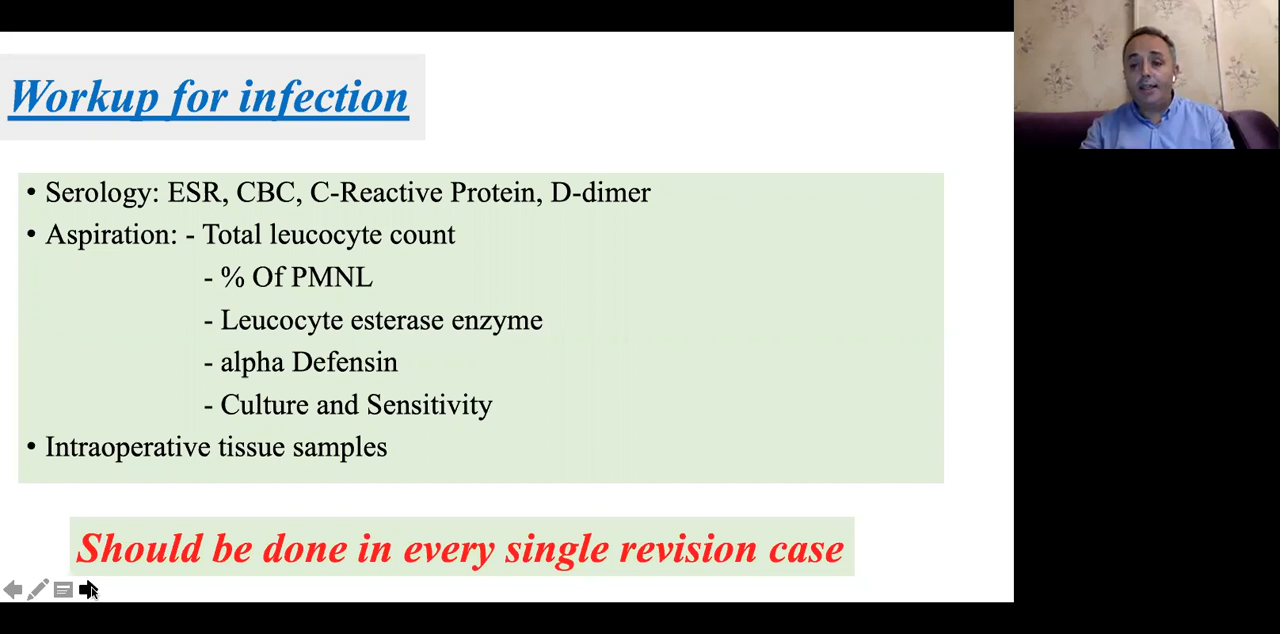 Workup for infection
• Serology: ESR, CBC, C-Reactive Protein, D-dimer
• Aspiration: - Total leucocyte count
- % Of PMNL
- Leucocyte esterase enzyme
- alpha Defensin
- Culture and Sensitivity
• Intraoperative tissue samples
Should be done in every single revision case